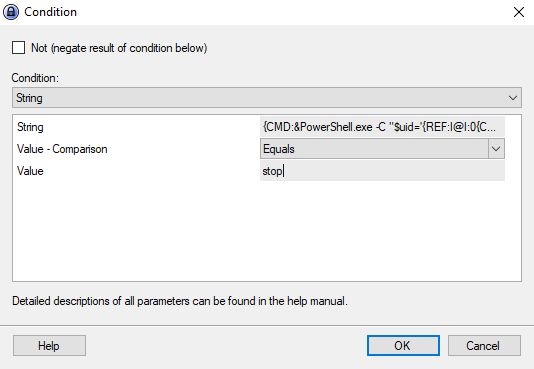 Condition
Not (negate result of condition below)
Condition:
String
String {CMD:&PowerShell.exe -C "$uid='{REF:I@I:0{C...
Value - Comparison Equals
Value stop
Detailed descriptions of all parameters can be found in the help manual.
Help OK Cancel